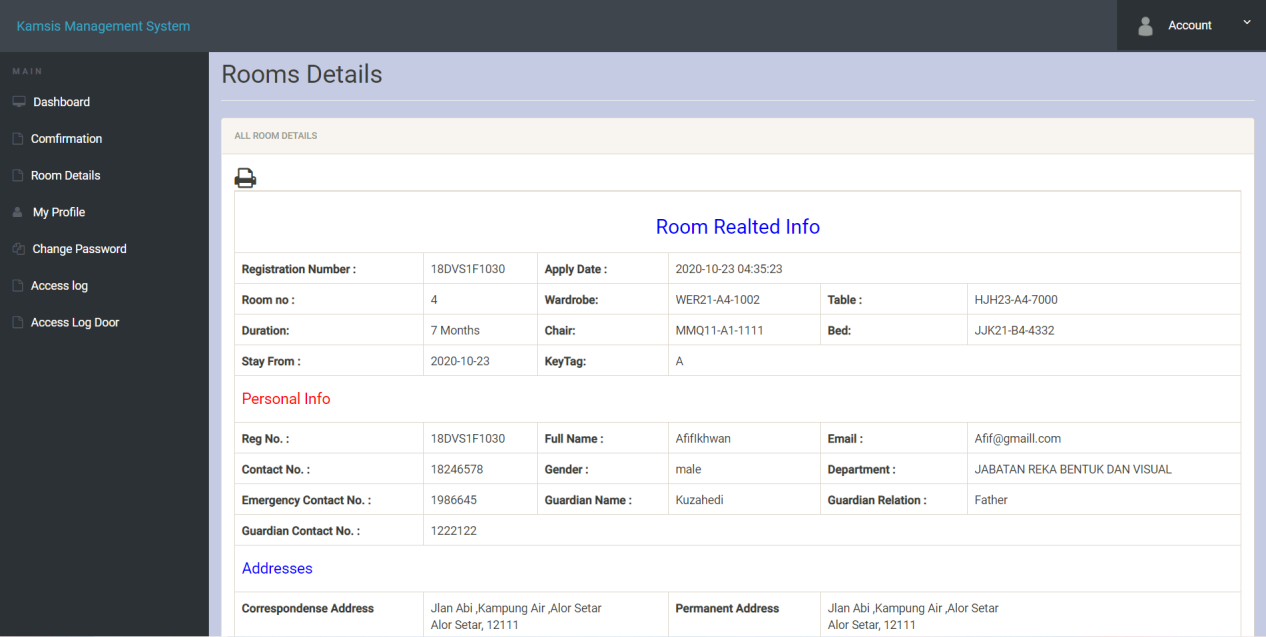 Kamsis Management System
Account
MAIN
Dashboard
Comfirmation
Room Details
My Profile
Change Password
Access log
Access Log Door
Rooms Details
ALL ROOM DETAILS
Room Realted Info
Registration Number : 18DVS1F1030 Apply Date : 2020-10-23 04:35:23
Room no : 4 Wardrobe: WER21-A4-1002 Table : HJH23-A4-7000
Duration: 7 Months Chair: MMQ11-A1-1111 Bed: JJK21-B4-4332
Stay From : 2020-10-23 KeyTag: A
Personal Info
Reg No. : 18DVS1F1030 Full Name : AfifIkhwan Email : Afif@gmaill.com
Contact No. : 18246578 Gender : male Department : JABATAN REKA BENTUK DAN VISUAL
Emergency Contact No. : 1986645 Guardian Name : Kuzahedi Guardian Relation : Father
Guardian Contact No. : 1222122
Addresses
Correspondense Address Jlan Abi ,Kampung Air ,Alor Setar Permanent Address Jlan Abi ,Kampung Air ,Alor Setar
Alor Setar, 12111 Alor Setar, 12111